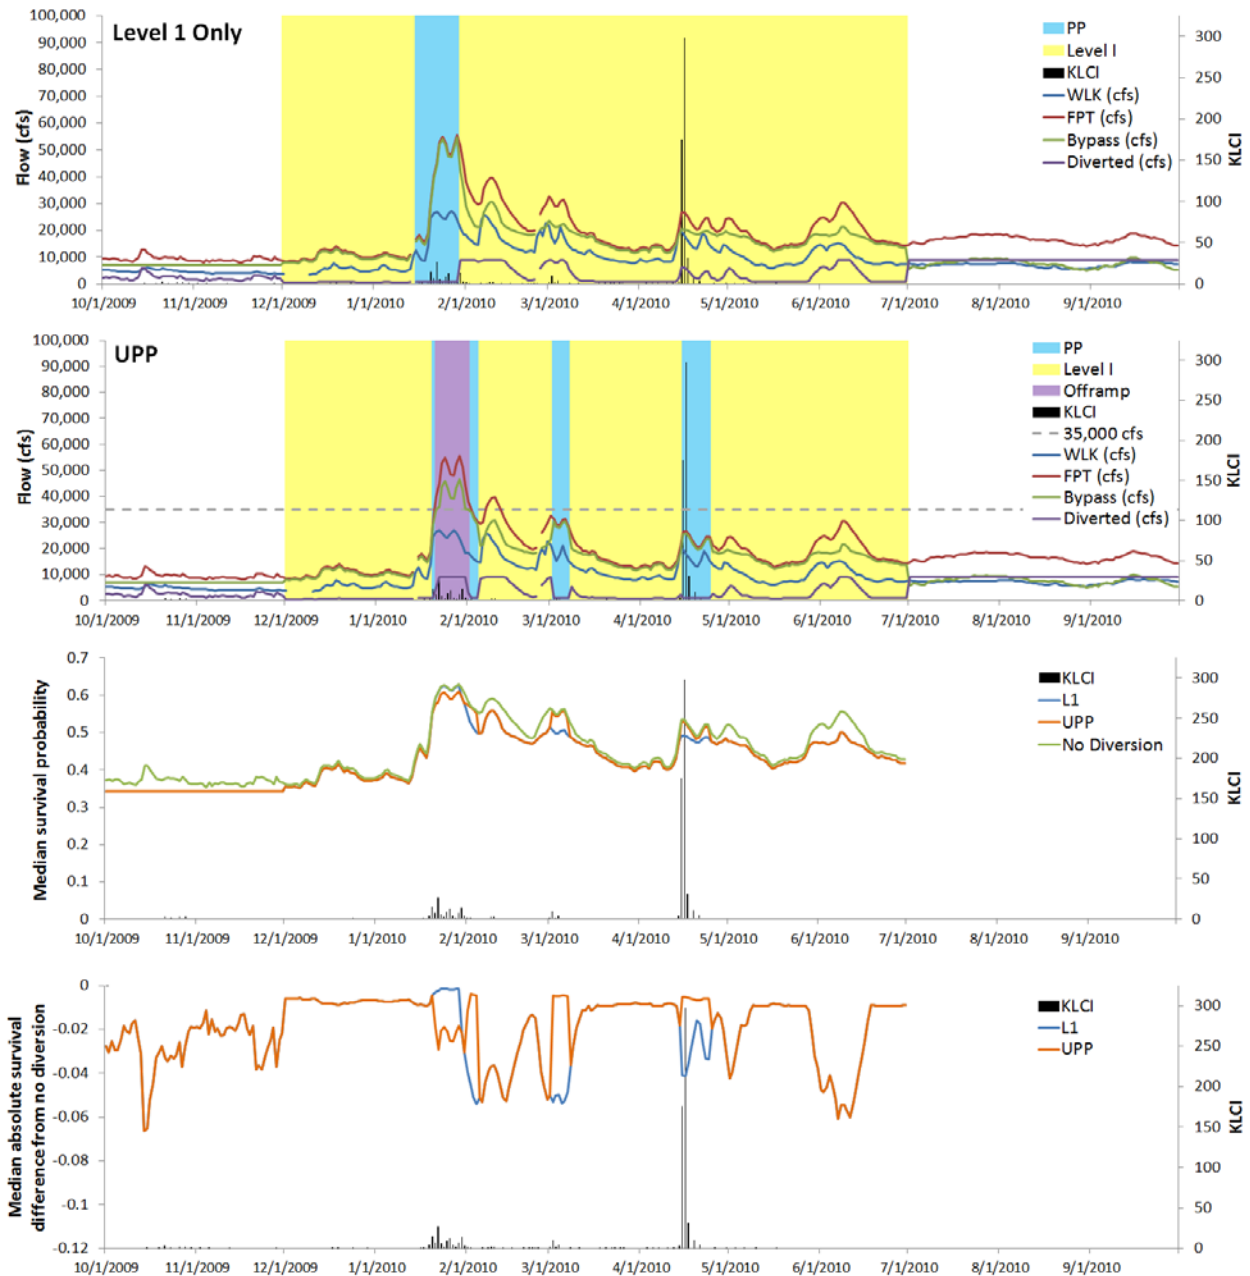 Level 1 Only
Flow (cfs)
100,000
90,000
80,000
70,000
60,000
50,000
40,000
30,000
20,000
10,000
0
300
250
200
150
100
50
0
KLCI
PP
Level I
KLCI
WLK (cfs)
FPT (cfs)
Bypass (cfs)
Diverted (cfs)
10/1/2009 11/1/2009 12/1/2009 1/1/2010 2/1/2010 3/1/2010 4/1/2010 5/1/2010 6/1/2010 7/1/2010 8/1/2010 9/1/2010
UPP
Flow (cfs)
100,000
90,000
80,000
70,000
60,000
50,000
40,000
30,000
20,000
10,000
0
300
250
200
150
100
50
0
KLCI
PP
Level I
Offramp
KLCI
35,000 cfs
WLK (cfs)
FPT (cfs)
Bypass (cfs)
Diverted (cfs)
10/1/2009 11/1/2009 12/1/2009 1/1/2010 2/1/2010 3/1/2010 4/1/2010 5/1/2010 6/1/2010 7/1/2010 8/1/2010 9/1/2010
Median survival probability
0.7
0.6
0.5
0.4
0.3
0.2
0.1
0
300
250
200
150
100
50
0
KLCI
KLCI
L1
UPP
No Diversion
10/1/2009 11/1/2009 12/1/2009 1/1/2010 2/1/2010 3/1/2010 4/1/2010 5/1/2010 6/1/2010 7/1/2010 8/1/2010 9/1/2010
Median absolute survival
difference from no diversion
0
-0.02
-0.04
-0.06
-0.08
-0.1
-0.12
300
250
200
150
100
50
0
KLCI
KLCI
L1
UPP
10/1/2009 11/1/2009 12/1/2009 1/1/2010 2/1/2010 3/1/2010 4/1/2010 5/1/2010 6/1/2010 7/1/2010 8/1/2010 9/1/2010